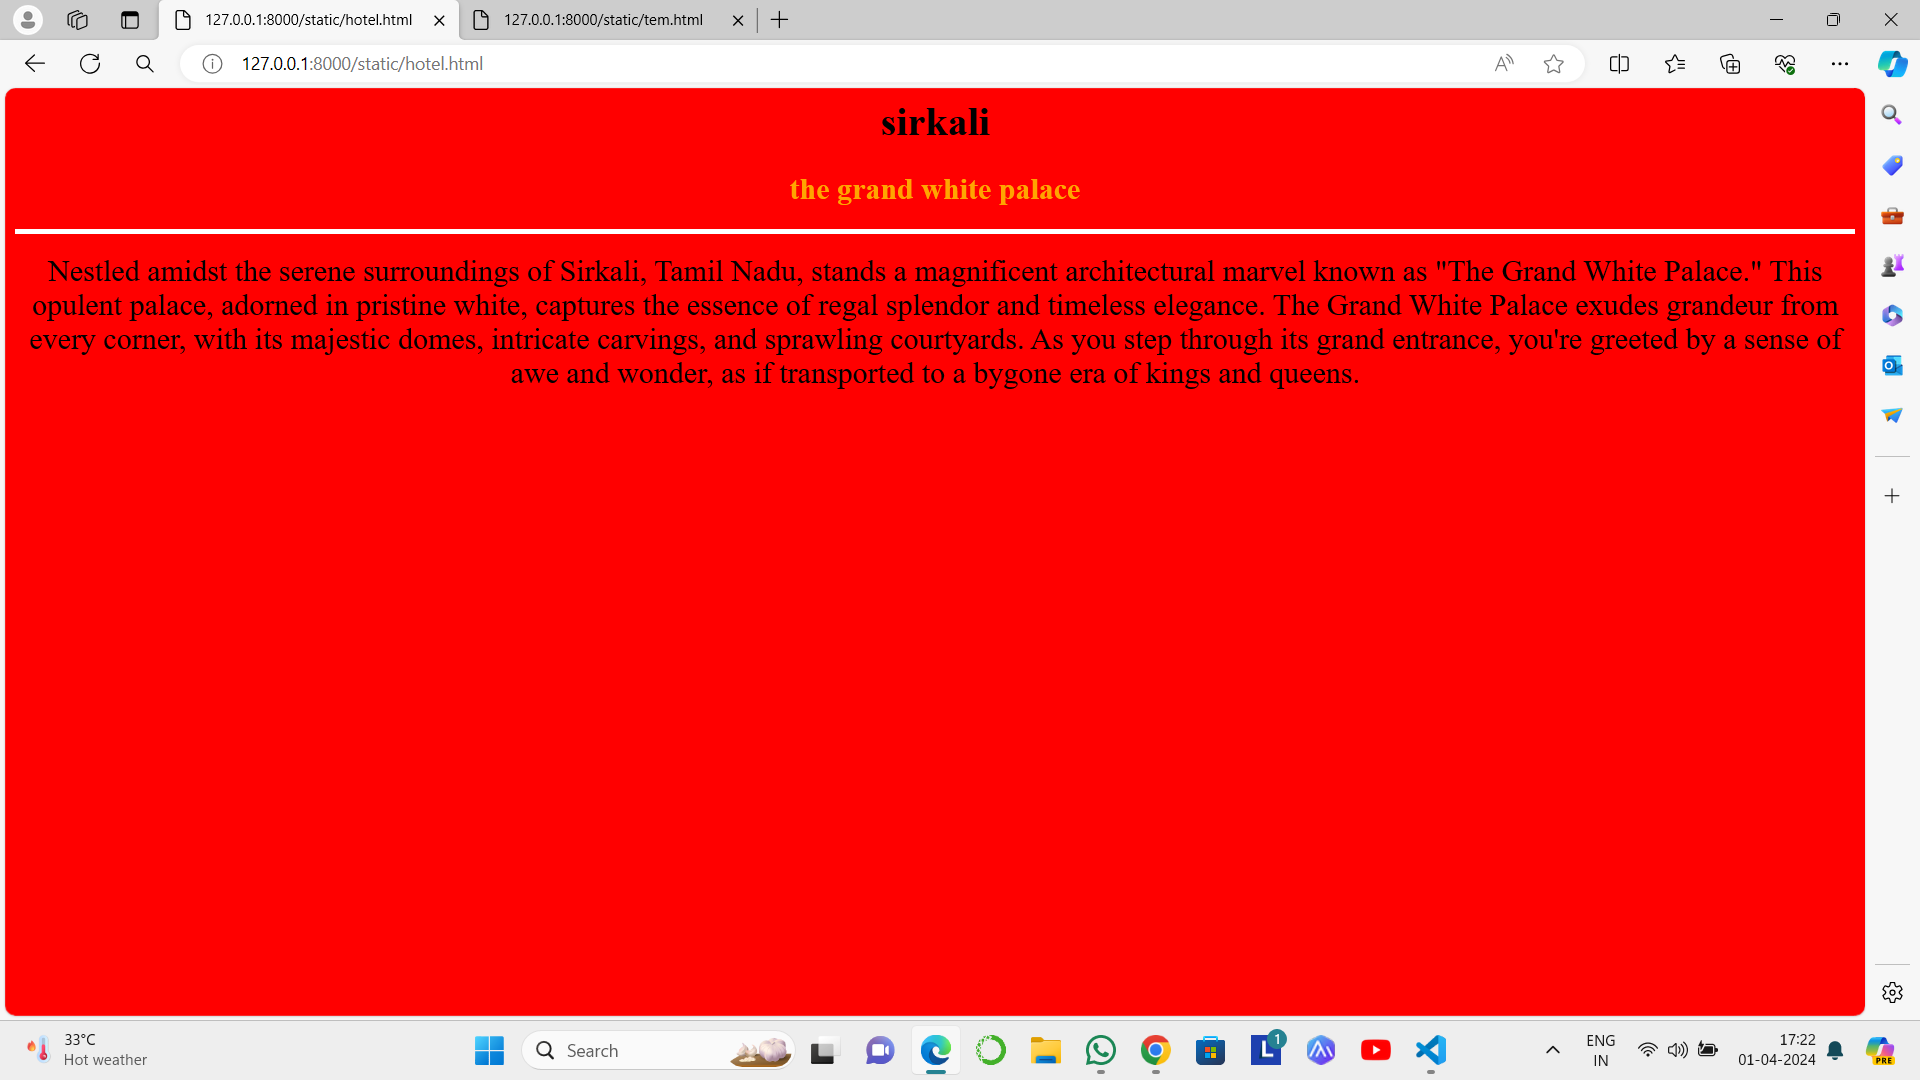 127.0.0.1:8000/static/hotel.html
127.0.0.1:8000/static/tem.html
127.0.0.1:8000/static/hotel.html
sirkali
the grand white palace
Nestled amidst the serene surroundings of Sirkali, Tamil Nadu, stands a magnificent architectural marvel known as "The Grand White Palace." This
opulent palace, adorned in pristine white, captures the essence of regal splendor and timeless elegance. The Grand White Palace exudes grandeur from
every corner, with its majestic domes, intricate carvings, and sprawling courtyards. As you step through its grand entrance, you're greeted by a sense of
awe and wonder, as if transported to a bygone era of kings and queens.
33°C
Hot weather
Search
L
1
ENG
IN
17:22
01-04-2024
PRE